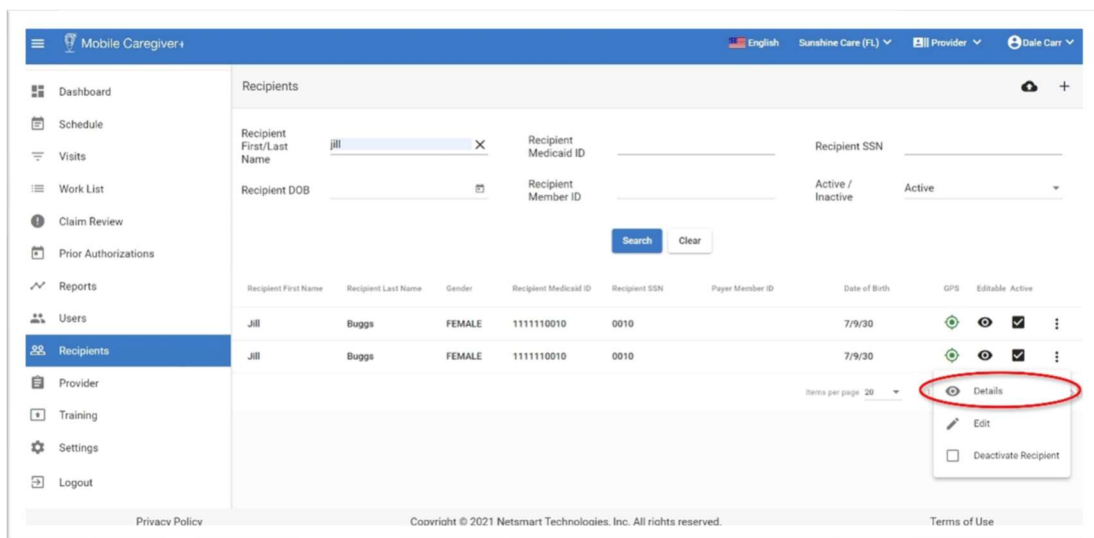 Mobile Caregiver+
English Sunshine Care (FL) Provider Dale Carr
Dashboard
Schedule
Visits
Work List
Claim Review
Prior Authorizations
Reports
Users
Recipients
Provider
Training
Settings
Logout
Recipients
Recipient First/Last Name jill
Recipient Medicaid ID
Recipient SSN
Recipient DOB
Recipient Member ID
Active / Inactive Active
Search Clear
Recipient First Name Recipient Last Name Gender Recipient Medicaid ID Recipient SSN Payer Member ID Date of Birth GPS Editable Active
Jill Buggs FEMALE 1111110010 0010 7/9/30
Jill Buggs FEMALE 1111110010 0010 7/9/30
Items per page 20
Details
Edit
Deactivate Recipient
Privacy Policy Copyright © 2021 Netsmart Technologies, Inc. All rights reserved. Terms of Use